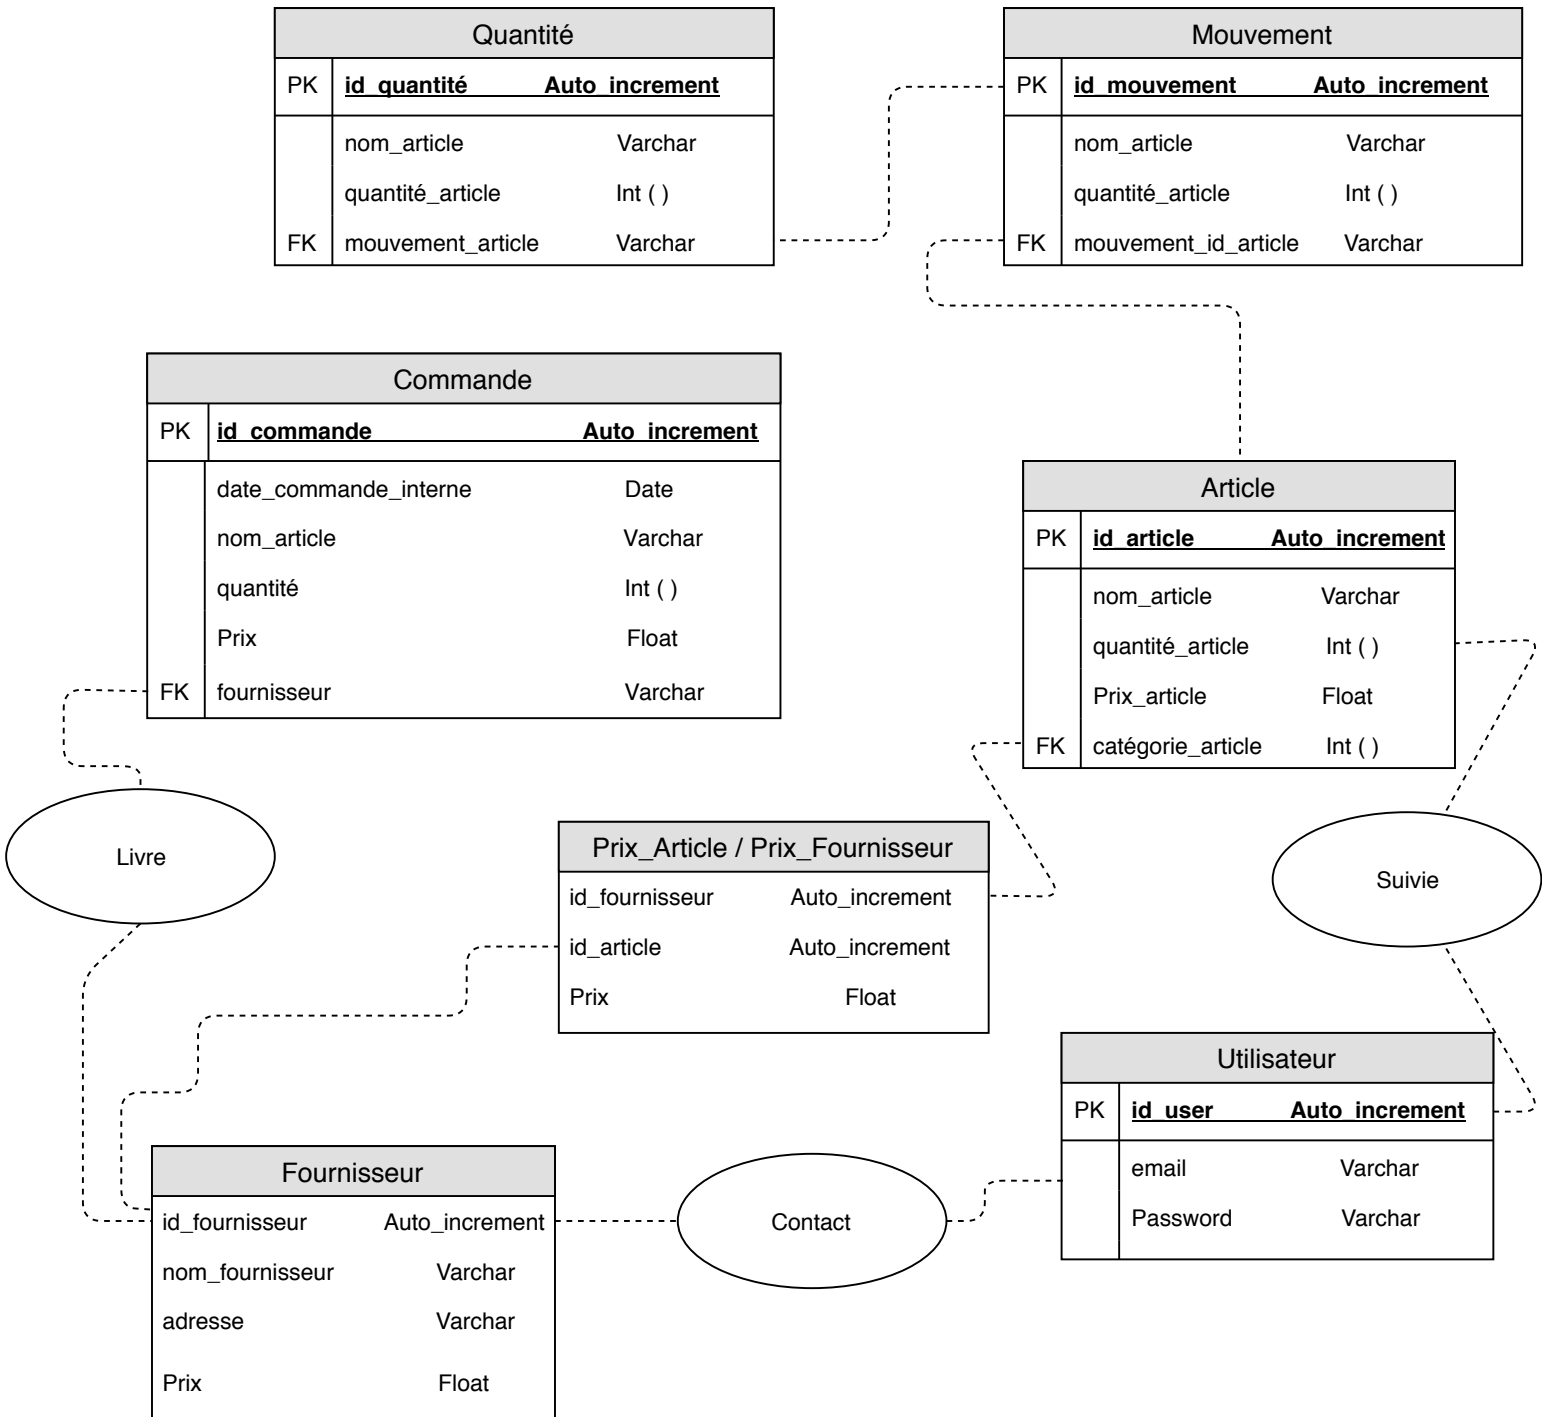 Quantité
PK id_quantité Auto_increment
nom_article Varchar
quantité_article Int ( )
FK mouvement_article Varchar
Mouvement
PK id_mouvement Auto_increment
nom_article Varchar
quantité_article Int ( )
FK mouvement_id_article Varchar
Commande
PK id_commande Auto_increment
date_commande_interne Date
nom_article Varchar
quantité Int ( )
Prix Float
FK fournisseur Varchar
Article
PK id_article Auto_increment
nom_article Varchar
quantité_article Int ( )
Prix_article Float
FK catégorie_article Int ( )
Livre
Prix_Article / Prix_Fournisseur
id_fournisseur Auto_increment
id_article Auto_increment
Prix Float
Suivie
Utilisateur
PK id_user Auto_increment
email Varchar
Password Varchar
Fournisseur
id_fournisseur Auto_increment
nom_fournisseur Varchar
adresse Varchar
Prix Float
Contact